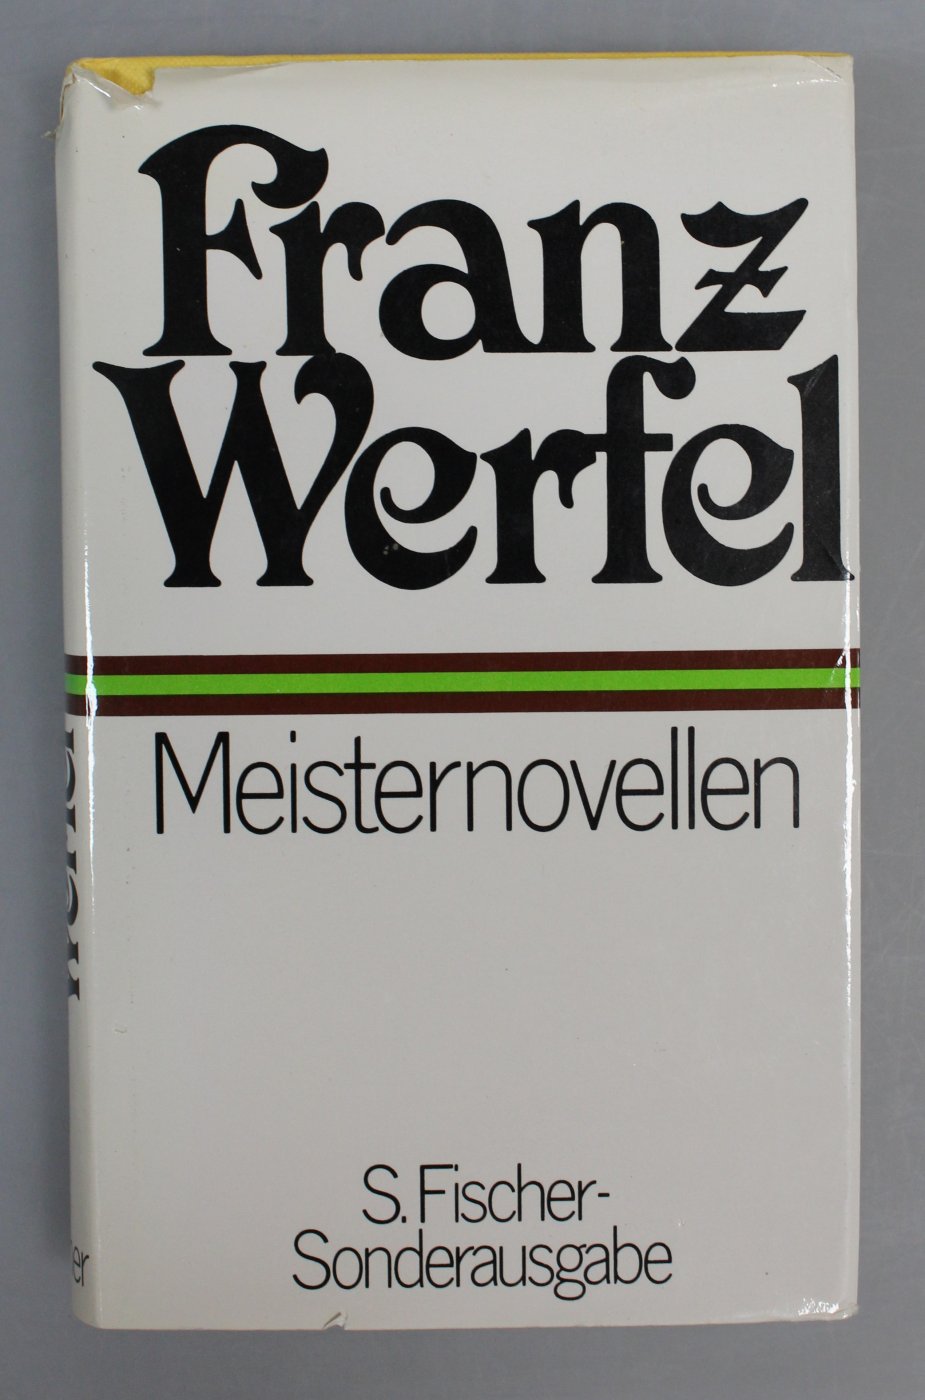 Franz
Werfel
Meisternovellen
S. Fischer-
Sonderausgabe